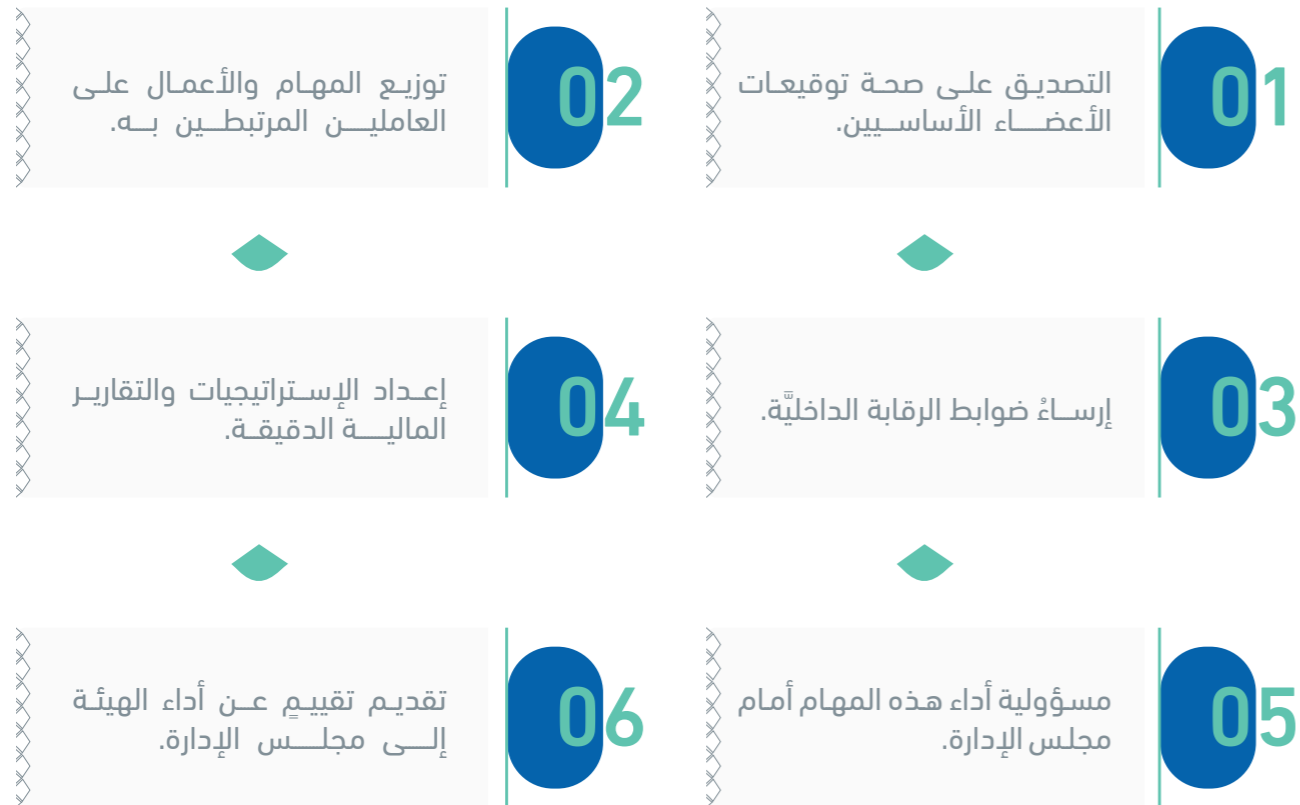 01
التصديق على صحة توقيعات
الأعضاء الأساسيين.
02
توزيع المهام والأعمال على
العاملين المرتبطين به.
03
إرساءُ ضوابط الرقابة الداخليَّة.
04
إعداد الإستراتيجيات والتقارير
المالية الدقيقة.
05
مسؤولية أداء هذه المهام أمام
مجلس الإدارة.
06
تقديم تقييمٍ عن أداء الهيئة
إلى مجلس الإدارة.